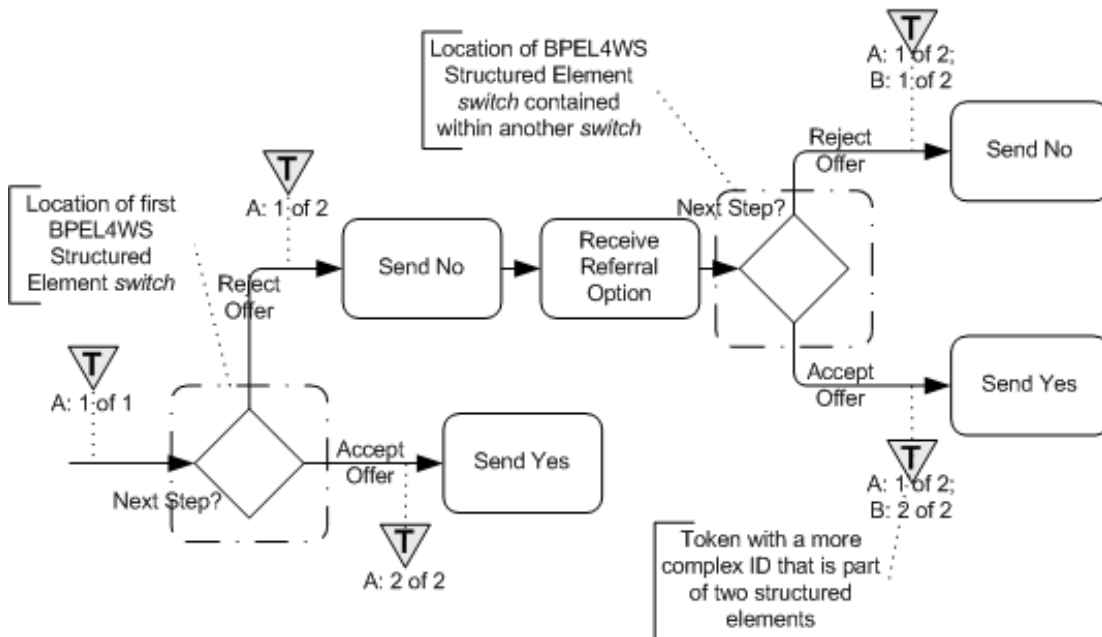 Location of BPEL4WS
Structured Element
switch contained
within another switch
T
A: 1 of 2;
B: 1 of 2
Reject
Offer
Send No
Location of first
BPEL4WS
Structured
Element switch
T
A: 1 of 2
Reject
Offer
Send No
Receive
Referral
Option
Next Step?
Accept
Offer
Send Yes
T
A: 1 of 1
Next Step?
Accept
Offer
Send Yes
T
A: 2 of 2
T
A: 1 of 2;
B: 2 of 2
Token with a more
complex ID that is part
of two structured
elements